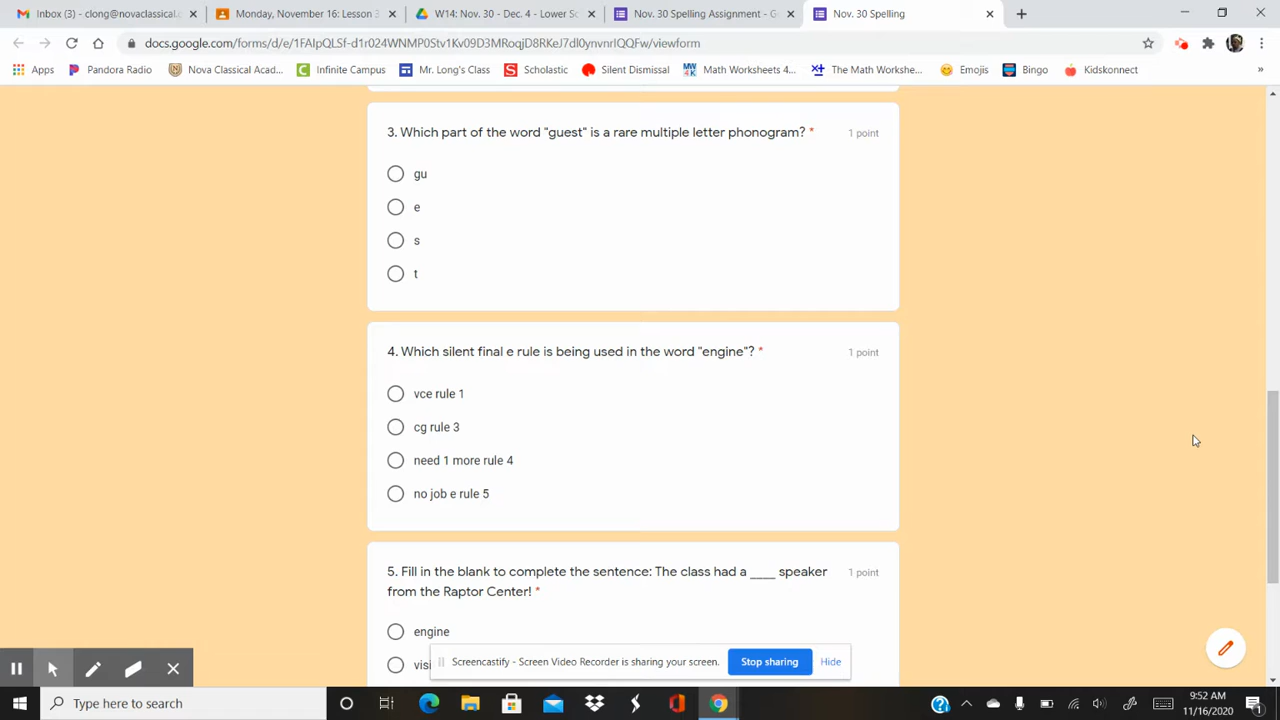 Inbox (3) - clong@novaclassical.
Monday, November 16: Lesson 3
W14 Nov. 30 - Dec. 4 - Lower Sc
Nov. 30 Spelling Assignment - G
Nov. 30 Spelling
docs.google.com/forms/d/e/1FAIpQLSf-d1r024WNMP0Stv1Kv09D3MRoqjD8RKeJ7dl0ynvnrlQQFw/viewform
Apps
Pandora Radio
Nova Classical Acad...
Infinite Campus
Mr. Long's Class
Scholastic
Silent Dismissal
Math Worksheets 4...
The Math Workshe...
Emojis
Bingo
Kidskonnect
»
3. Which part of the word "guest" is a rare multiple letter phonogram? *
1 point
gu
e
s
t
4. Which silent final e rule is being used in the word "engine"? *
1 point
vce rule 1
cg rule 3
need 1 more rule 4
no job e rule 5
5. Fill in the blank to complete the sentence: The class had a ____ speaker
1 point
from the Raptor Center! *
engine
visi
Screencastify - Screen Video Recorder is sharing your screen.
Stop sharing
Hide
Type here to search
9:52 AM
11/16/2020